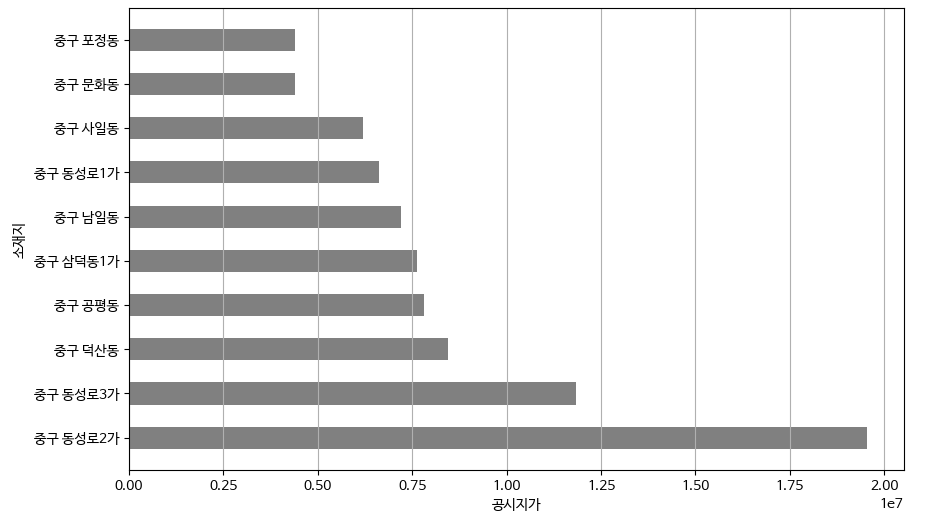 중구 포정동
중구 문화동
중구 사일동
중구 동성로1가
중구 남일동
중구 삼덕동1가
중구 공평동
중구 덕산동
중구 동성로3가
중구 동성로2가
소재지
0.00 0.25 0.50 0.75 1.00 1.25 1.50 1.75 2.00
1e7
공시지가